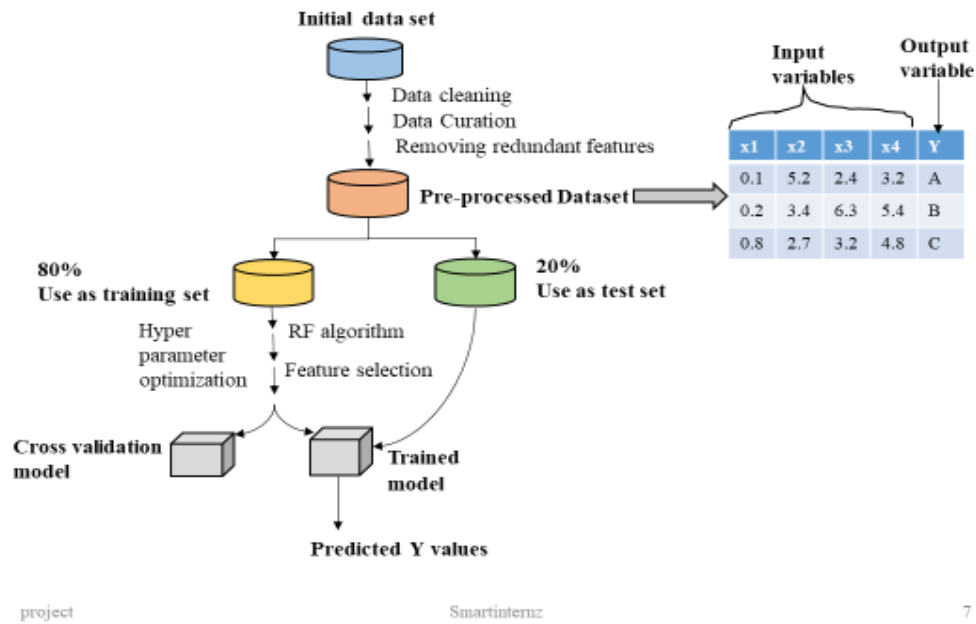 Initial data set
Data cleaning
Data Curation
Removing redundant features
Pre-processed Dataset
Input
variables
Output
variable
x1 x2 x3 x4 Y
0.1 5.2 2.4 3.2 A
0.2 3.4 6.3 5.4 B
0.8 2.7 3.2 4.8 C
80%
Use as training set
20%
Use as test set
Hyper
parameter
optimization
RF algorithm
Feature selection
Cross validation
model
Trained
model
Predicted Y values
project
Smartinternz
7